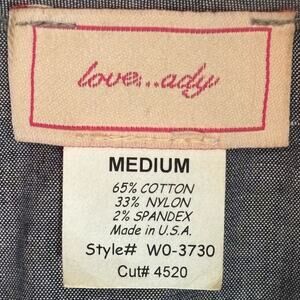 love...ady
MEDIUM
65% COTTON
33% NYLON
2% SPANDEX
Made in U.S.A.
Style# W0-3730
Cut# 4520